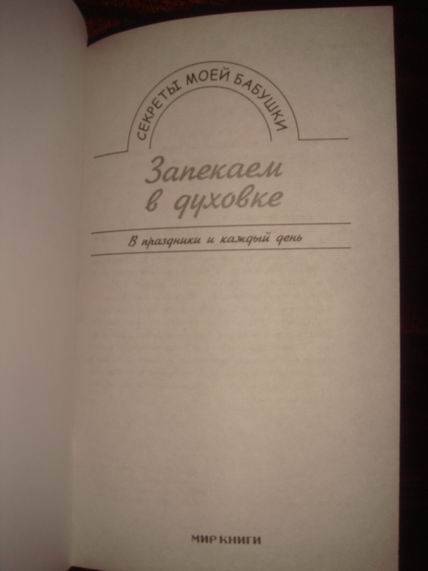 СЕКРЕТЫ МОЕЙ БАБУШКИ
Запекаем
в духовке
В праздники и каждый день
МИР КНИГИ